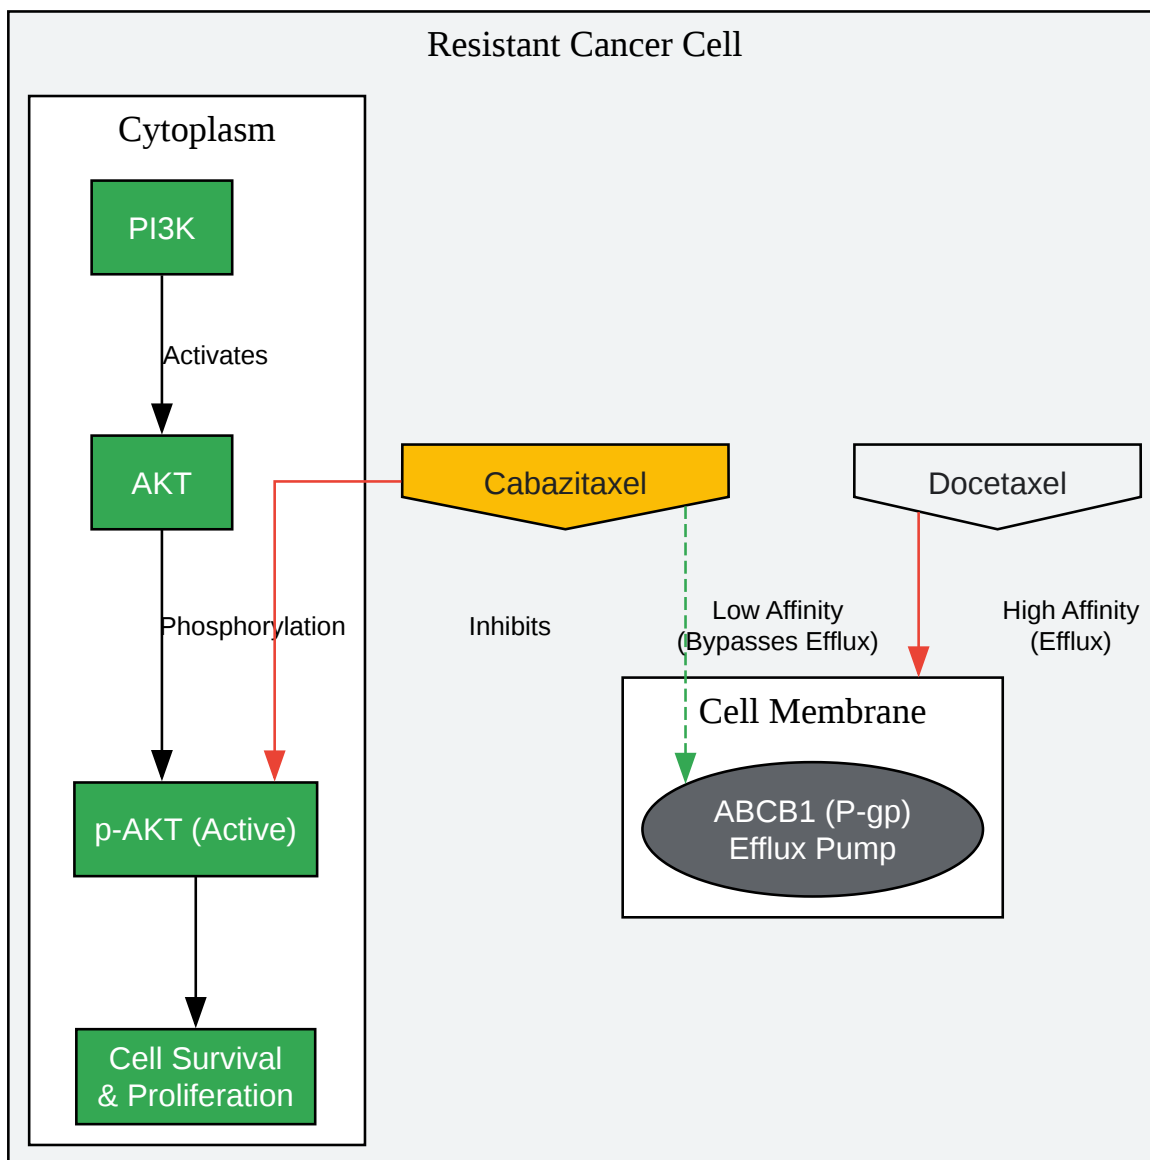 Resistant Cancer Cell
Cytoplasm
PI3K
Activates
AKT
Cabazitaxel
Docetaxel
Phosphorylation
Inhibits
Low Affinity
(Bypasses Efflux)
High Affinity
(Efflux)
Cell Membrane
p-AKT (Active)
ABCB1 (P-gp)
Efflux Pump
Cell Survival
& Proliferation